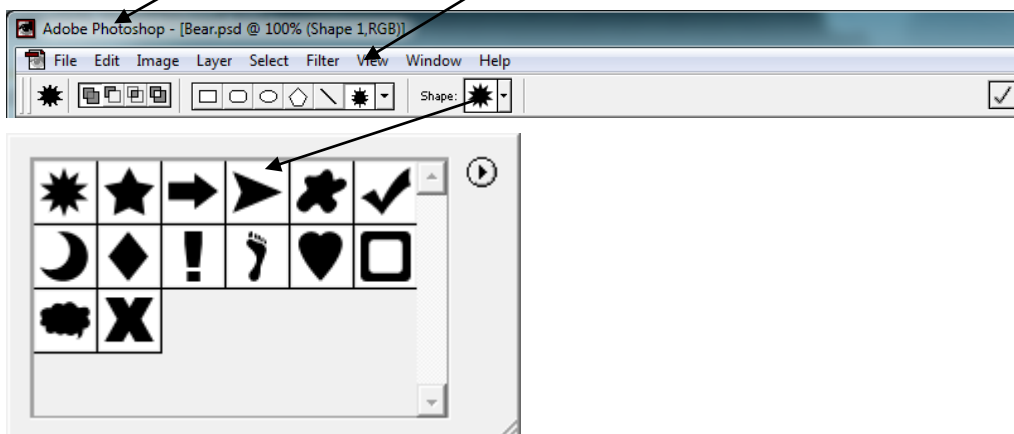 Adobe Photoshop - [Bear.psd @ 100% (Shape 1,RGB)]
File Edit Image Layer Select Filter View Window Help
Shape: